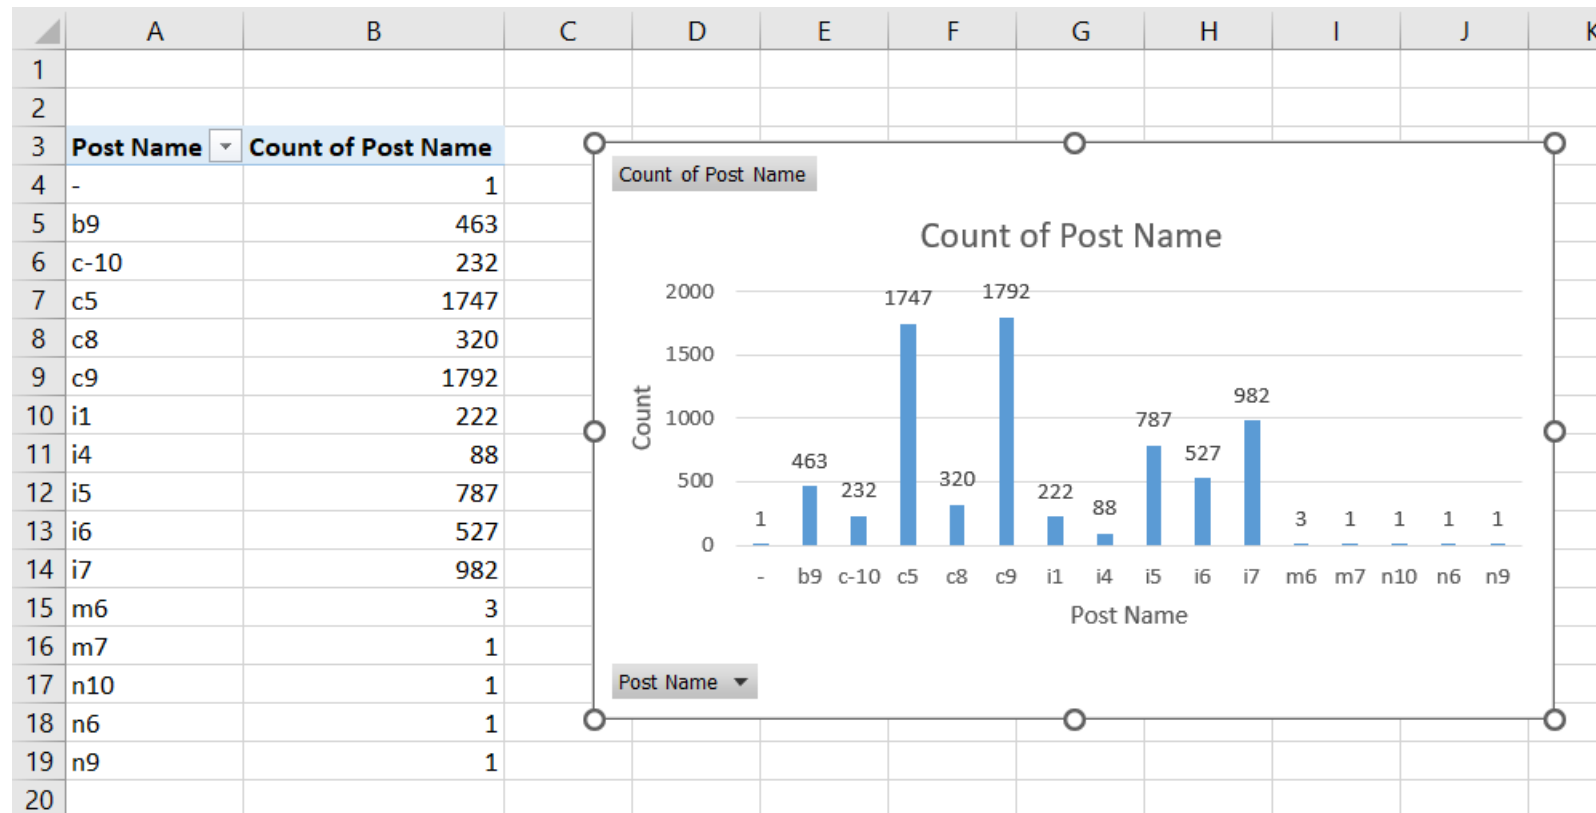 A B C D E F G H I J K
1
2
3 Post Name Count of Post Name
4 - 1
5 b9 463
6 c-10 232
7 c5 1747
8 c8 320
9 c9 1792
10 i1 222
11 i4 88
12 i5 787
13 i6 527
14 i7 982
15 m6 3
16 m7 1
17 n10 1
18 n6 1
19 n9 1
20
Count of Post Name
Count of Post Name
2000
1500
1000
500
0
Count
1 463 232 1747 320 1792 222 88 787 527 982 3 1 1 1 1
- b9 c-10 c5 c8 c9 i1 i4 i5 i6 i7 m6 m7 n10 n6 n9
Post Name
Post Name